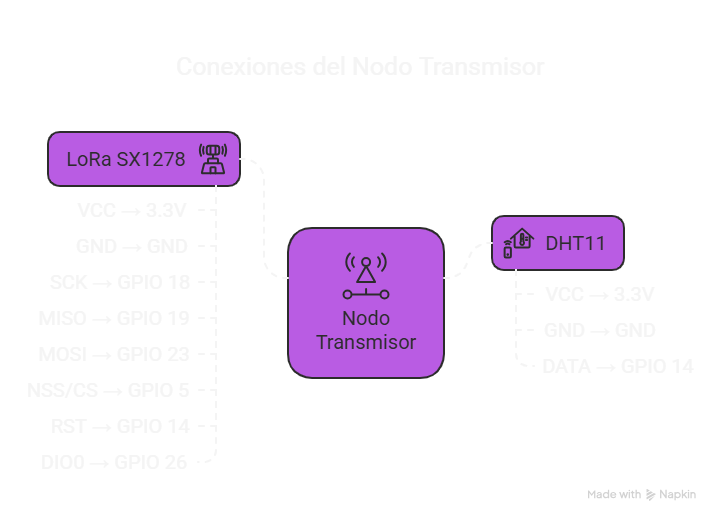 Conexiones del Nodo Transmisor
LoRa SX1278
VCC → 3.3V
GND → GND
SCK → GPIO 18
MISO → GPIO 19
MOSI → GPIO 23
NSS/CS → GPIO 5
RST → GPIO 14
DIO0 → GPIO 26
Nodo
Transmisor
DHT11
VCC → 3.3V
GND → GND
DATA → GPIO 14
Made with Napkin